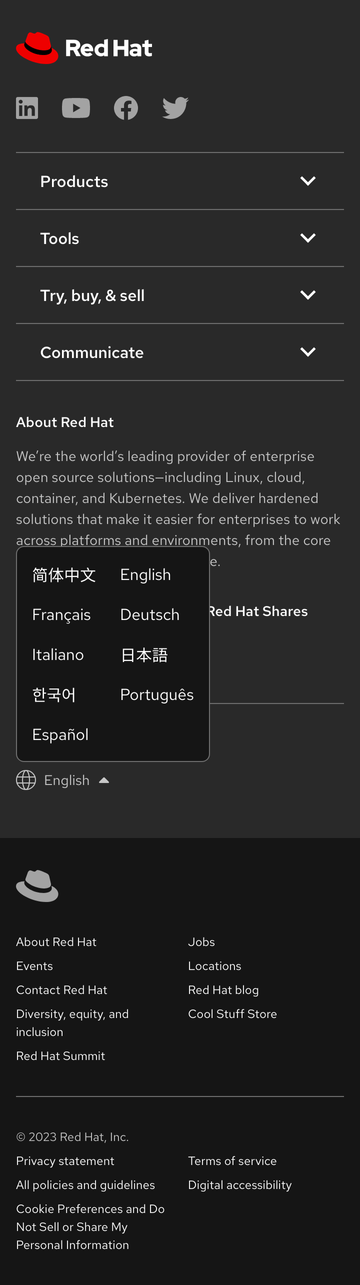 Red Hat
Products
Tools
Try, buy, & sell
Communicate
About Red Hat
We’re the world’s leading provider of enterprise
open source solutions—including Linux, cloud,
container, and Kubernetes. We deliver hardened
solutions that make it easier for enterprises to work
across platforms and environments, from the core
e.
Red Hat Shares
简体中文 English
Français Deutsch
Italiano 日本語
한국어 Português
Español
English
About Red Hat
Jobs
Events
Locations
Contact Red Hat
Red Hat blog
Diversity, equity, and
inclusion
Cool Stuff Store
Red Hat Summit
© 2023 Red Hat, Inc.
Privacy statement
Terms of service
All policies and guidelines
Digital accessibility
Cookie Preferences and Do
Not Sell or Share My
Personal Information